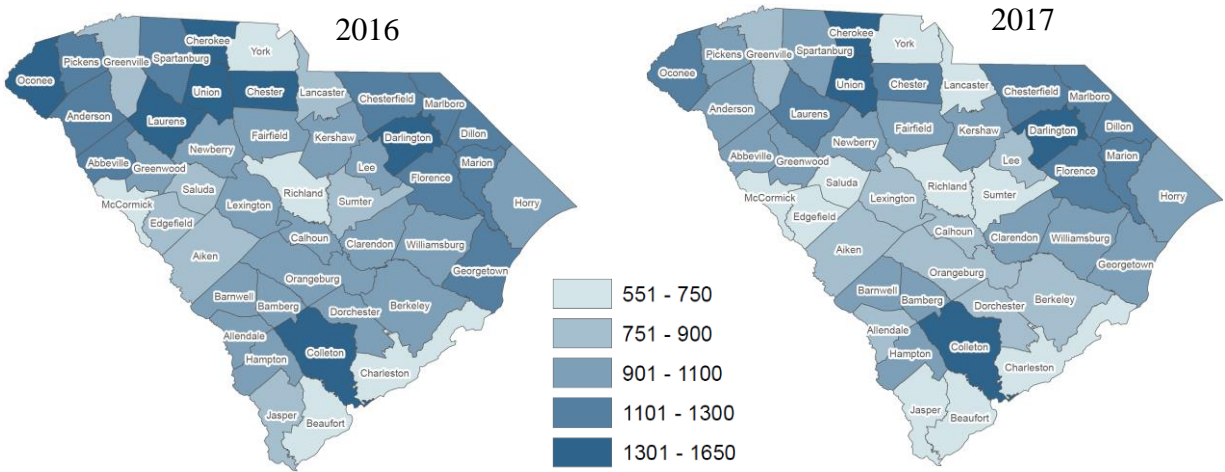 2016
Cherokee
York
Pickens
Greenville
Spartanburg
Oconee
Union
Chester
Lancaster
Chesterfield
Marlboro
Anderson
Laurens
Fairfield
Kershaw
Darlington
Dillon
Abbeville
Greenwood
Newberry
Lee
Marion
Florence
Saluda
Richland
McCormick
Lexington
Sumter
Horry
Edgefield
Calhoun
Clarendon
Williamsburg
Aiken
Orangeburg
Georgetown
Barnwell
Bamberg
Dorchester
Berkeley
Allendale
Hampton
Colleton
Charleston
Jasper
Beaufort
551 - 750
751 - 900
901 - 1100
1101 - 1300
1301 - 1650
2017
Cherokee
York
Pickens
Greenville
Spartanburg
Oconee
Union
Chester
Lancaster
Chesterfield
Marlboro
Anderson
Laurens
Fairfield
Kershaw
Darlington
Dillon
Abbeville
Greenwood
Newberry
Lee
Marion
Florence
Saluda
Richland
McCormick
Lexington
Sumter
Horry
Edgefield
Calhoun
Clarendon
Williamsburg
Aiken
Orangeburg
Georgetown
Barnwell
Bamberg
Dorchester
Berkeley
Allendale
Hampton
Colleton
Charleston
Jasper
Beaufort